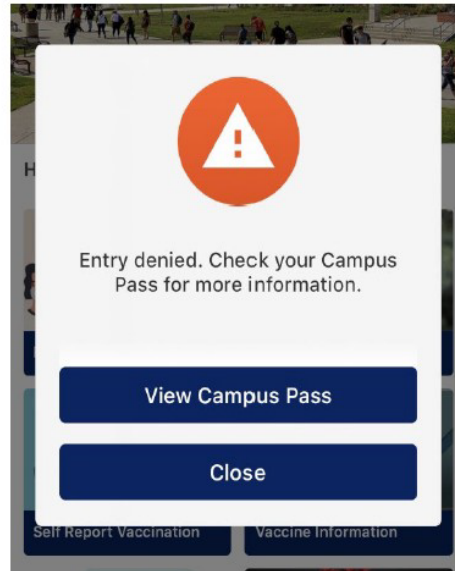 H
Entry denied. Check your Campus
Pass for more information.
View Campus Pass
Close
Self Report Vaccination
Vaccine Information